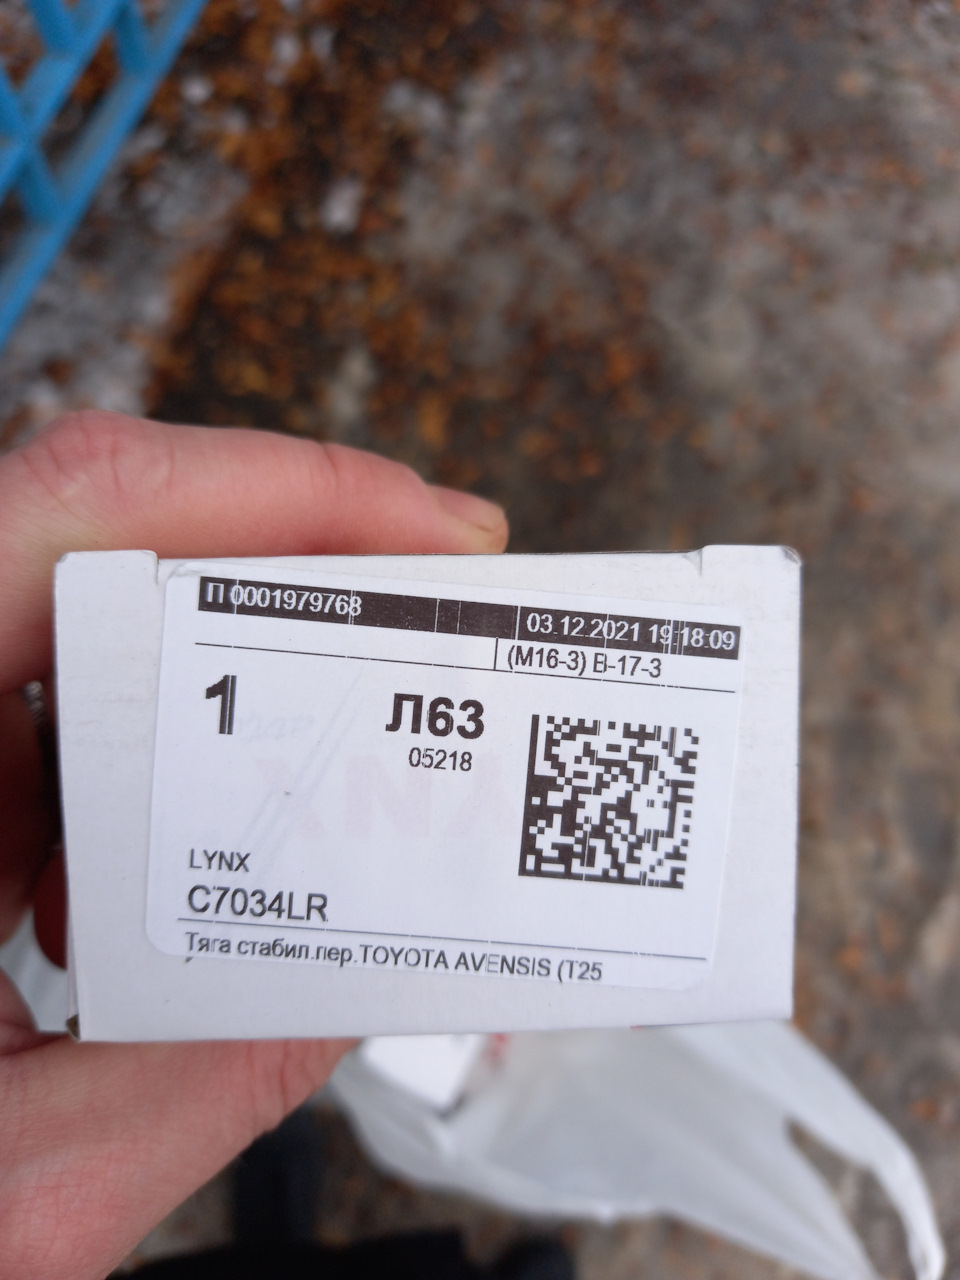 П 0001979768
03.12.2021 19:18:09
(М16-3) В-17-3
1
Л63
05218
LYNX
C7034LR
Тяга стабил.пер.TOYOTA AVENSIS (T25